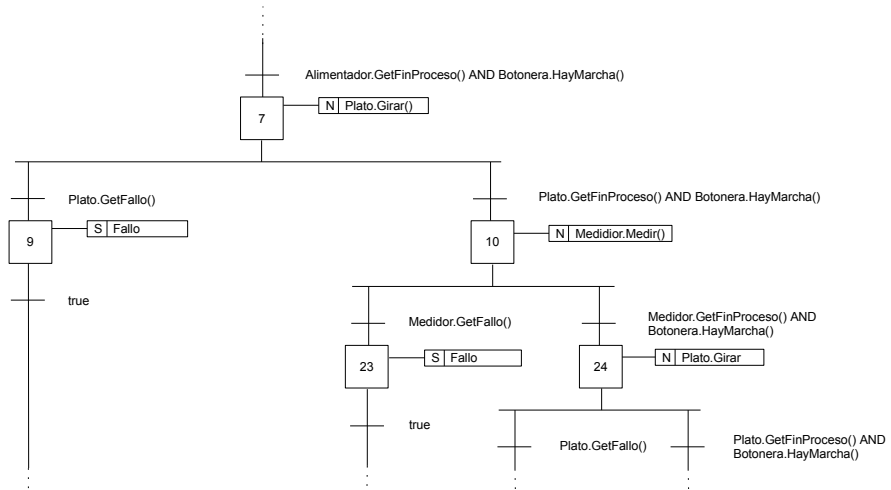 Alimentador.GetFinProceso() AND Botonera.HayMarcha()
7
N Plato.Girar()
Plato.GetFallo()
Plato.GetFinProceso() AND Botonera.HayMarcha()
9
S Fallo
10
N Medidior.Medir()
true
Medidor.GetFallo()
Medidor.GetFinProceso() AND
Botonera.HayMarcha()
23
S Fallo
24
N Plato.Girar
true
Plato.GetFallo()
Plato.GetFinProceso() AND
Botonera.HayMarcha()